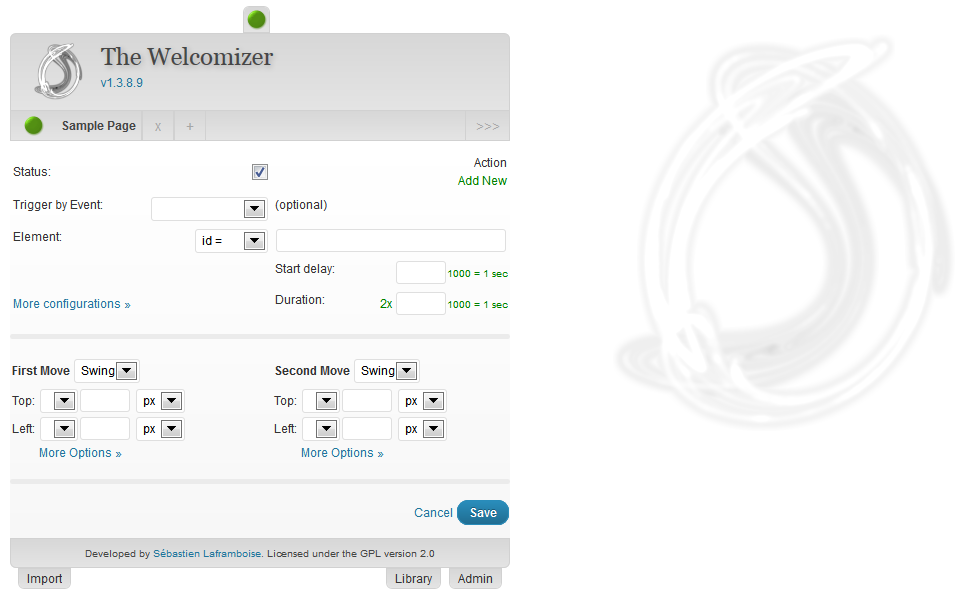 The Welcomizer
v1.3.8.9
Sample Page x + >>>
Status: Action
Add New
Trigger by Event: (optional)
Element: id =
Start delay: 1000 = 1 sec
More configurations » Duration: 2x 1000 = 1 sec
First Move Swing Second Move Swing
Top: px Top: px
Left: px Left: px
More Options » More Options »
Cancel Save
Developed by Sébastien Laframboise. Licensed under the GPL version 2.0
Import Library Admin